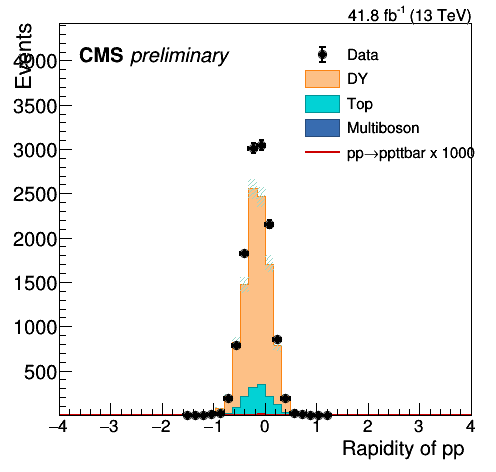 41.8 fb⁻¹ (13 TeV)
Events
CMS preliminary
Data
DY
Top
Multiboson
pp→ppttbar x 1000
4000
3500
3000
2500
2000
1500
1000
500
−4 −3 −2 −1 0 1 2 3 4
Rapidity of pp